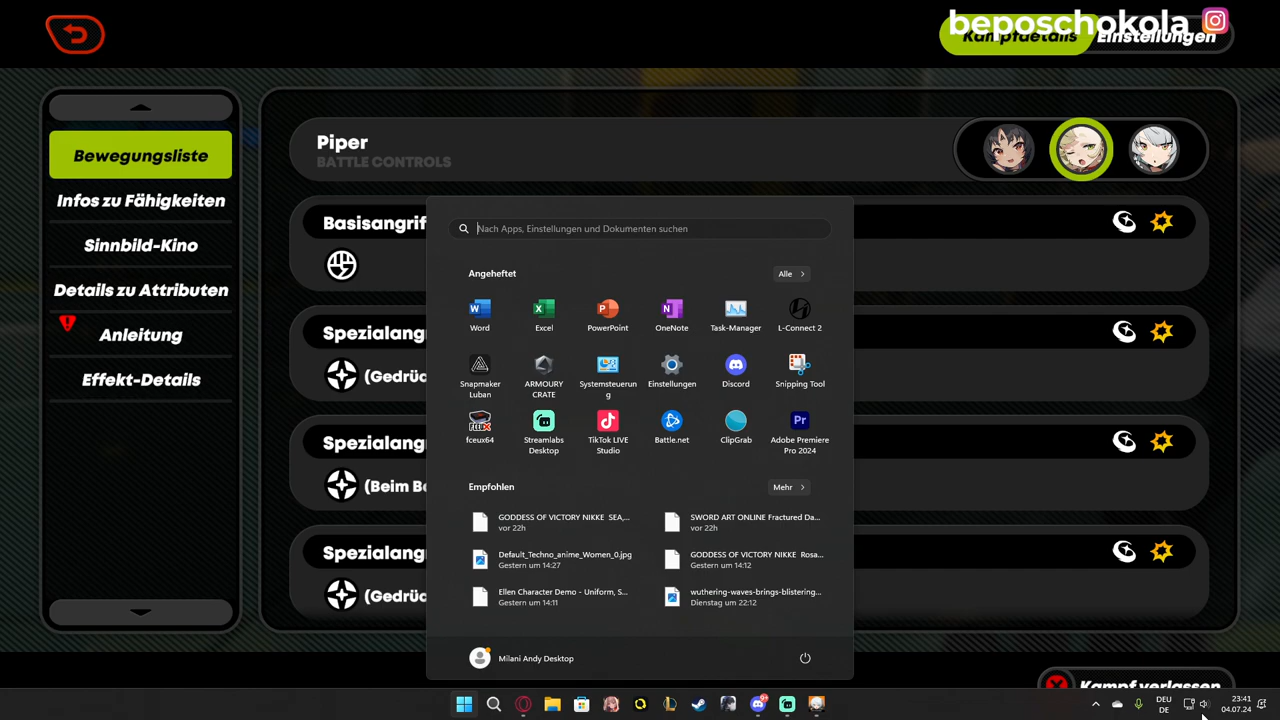 beposchokola
Kampfdetails
Einstellungen
Piper
BATTLE CONTROLS
Bewegungsliste
Infos zu Fähigkeiten
Sinnbild-Kino
Details zu Attributen
Anleitung
Effekt-Details
Basisangrif
Spezialang
(Gedrüc
Spezialang
(Beim Be
Spezialang
(Gedrüc
Nach Apps, Einstellungen und Dokumenten suchen
Angeheftet
Alle
Word
Excel
PowerPoint
OneNote
Task-Manager
L-Connect 2
Snapmaker
Luban
ARMOURY
CRATE
Systemsteuerun
g
Einstellungen
Discord
Snipping Tool
fceux64
Streamlabs
Desktop
TikTok LIVE
Studio
Battle.net
ClipGrab
Adobe Premiere
Pro 2024
Empfohlen
Mehr
GODDESS OF VICTORY NIKKE SEA,...
vor 22h
SWORD ART ONLINE Fractured Da...
vor 22h
Default_Techno_anime_Women_0.jpg
Gestern um 14:27
GODDESS OF VICTORY NIKKE Rosa...
Gestern um 14:12
Ellen Character Demo - Uniform, S...
Gestern um 14:11
wuthering-waves-brings-blistering...
Dienstag um 22:12
Milani Andy Desktop
Kampf verlassen
DEU
DE
23:41
04.07.24